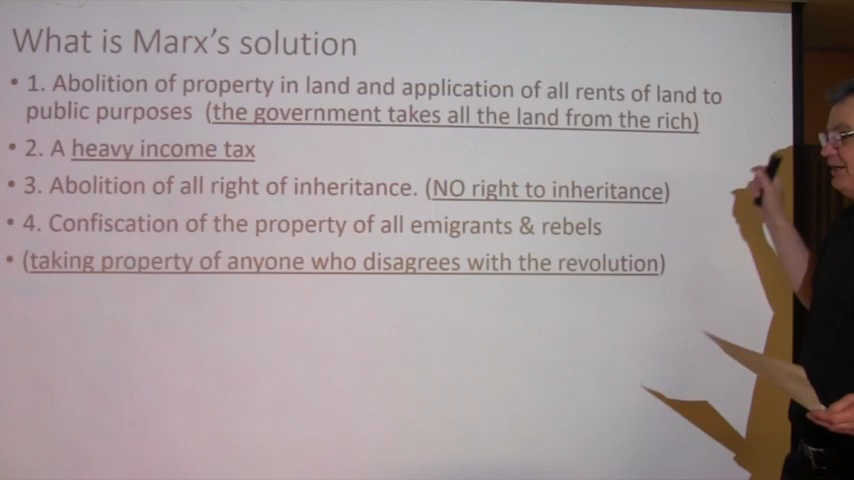 What is Marx's solution
• 1. Abolition of property in land and application of all rents of land to
public purposes (the government takes all the land from the rich)
• 2. A heavy income tax
• 3. Abolition of all right of inheritance. (NO right to inheritance)
• 4. Confiscation of the property of all emigrants & rebels
• (taking property of anyone who disagrees with the revolution)